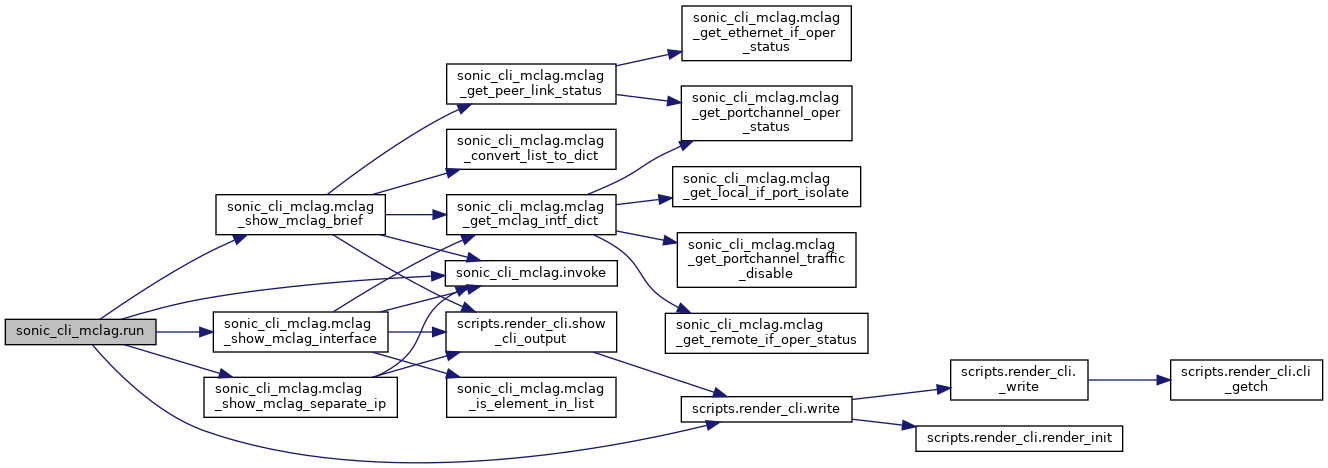 sonic_cli_mclag.run
sonic_cli_mclag.mclag
_show_mclag_brief
sonic_cli_mclag.mclag
_show_mclag_interface
sonic_cli_mclag.mclag
_show_mclag_separate_ip
sonic_cli_mclag.mclag
_get_peer_link_status
sonic_cli_mclag.mclag
_convert_list_to_dict
sonic_cli_mclag.mclag
_get_mclag_intf_dict
sonic_cli_mclag.invoke
scripts.render_cli.show
_cli_output
sonic_cli_mclag.mclag
_is_element_in_list
sonic_cli_mclag.mclag
_get_ethernet_if_oper
_status
sonic_cli_mclag.mclag
_get_portchannel_oper
_status
sonic_cli_mclag.mclag
_get_local_if_port_isolate
sonic_cli_mclag.mclag
_get_portchannel_traffic
_disable
sonic_cli_mclag.mclag
_get_remote_if_oper_status
scripts.render_cli.write
scripts.render_cli.
_write
scripts.render_cli.render_init
scripts.render_cli.cli
_getch